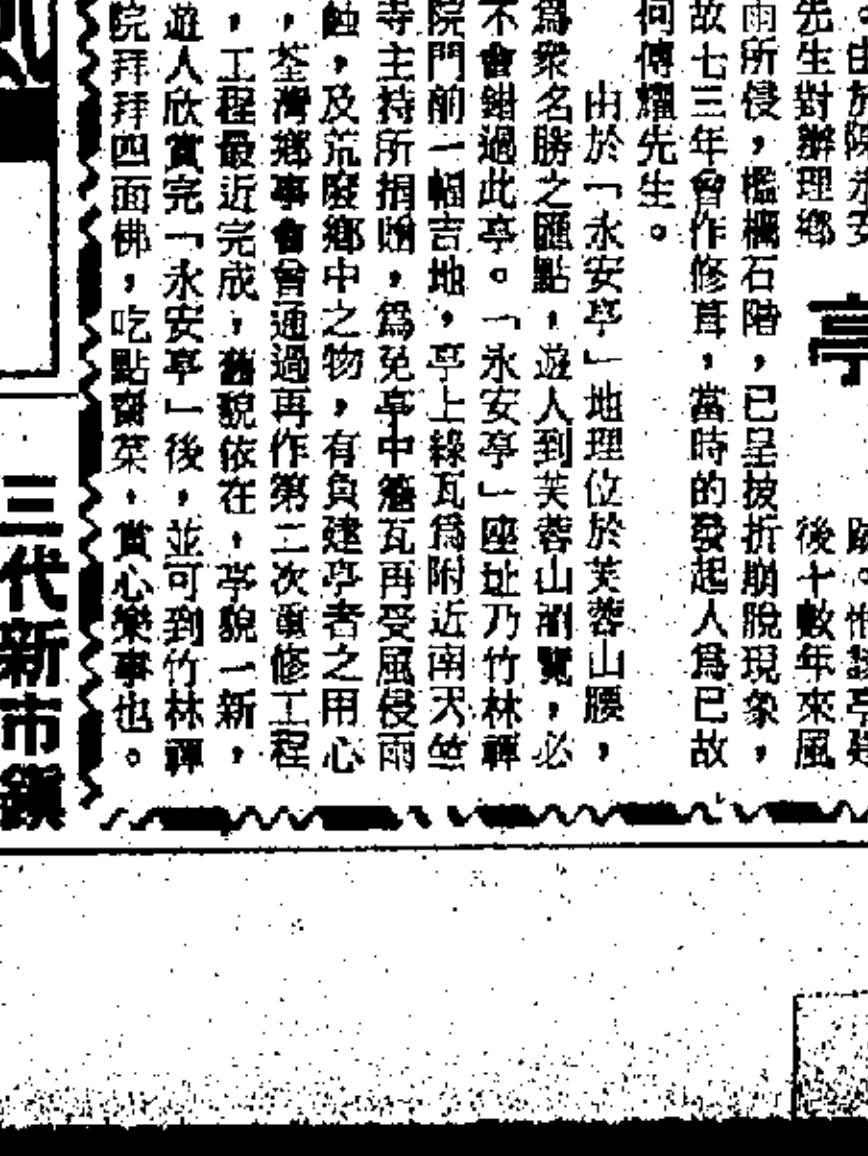 先生對辦理鄉
亭
後十數年來風
雨所侵，檻欄石階，已呈披折崩脫現象，
故七三年曾作修葺，當時的發起人爲已故
何傳耀先生。
由於「永安亭」地理位於芙蓉山腰，
爲衆名勝之匯點，遊人到芙蓉山瀏覽，必
不會錯過此亭。「永安亭」座址乃竹林禪
院門前一幅吉地，亭上綠瓦爲附近南天竺
寺主持所捐贈，爲免亭中簷瓦再受風侵雨
蝕，及荒廢鄉中之物，有負建亭者之用心
，荃灣鄉事會曾通過再作第二次重修工程
，工程最近完成，舊貌依在，亭貌一新，
遊人欣賞完「永安亭」後，並可到竹林禪
院拜拜四面佛，吃點齋菜，賞心樂事也。
三代新市鎭